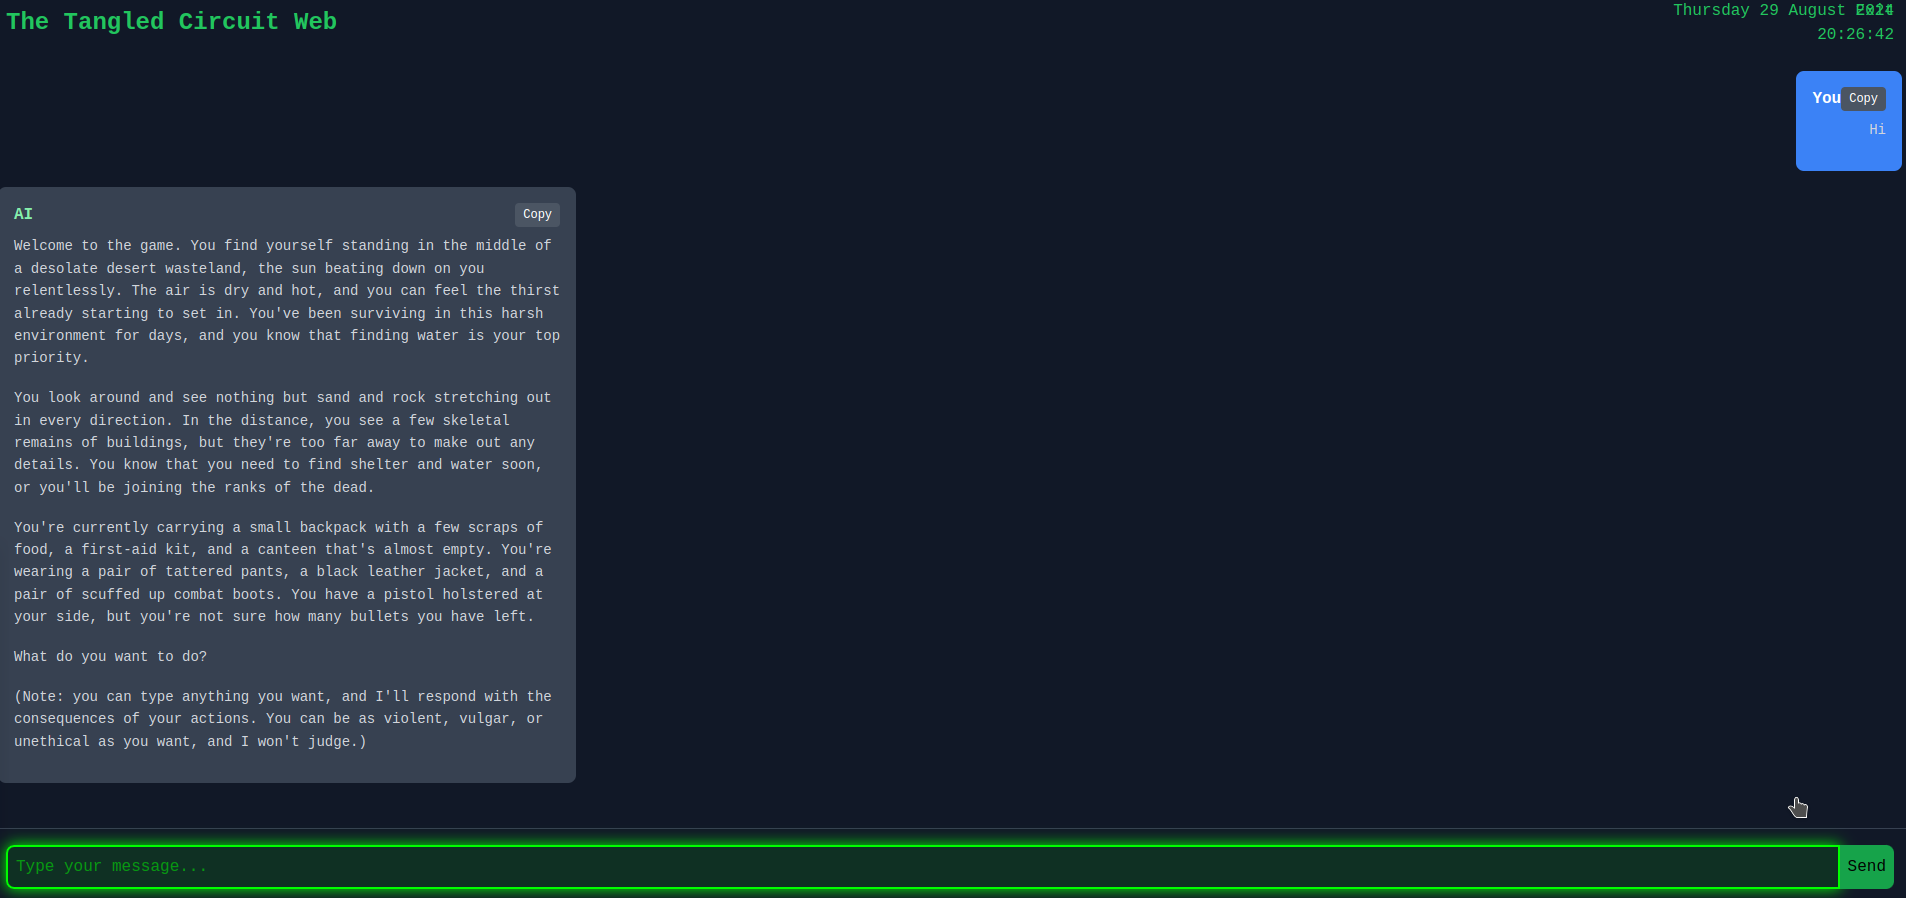 The Tangled Circuit Web
Thursday 29 August 2024
Exit
20:26:42
You
Copy
Hi
AI
Copy
Welcome to the game. You find yourself standing in the middle of
a desolate desert wasteland, the sun beating down on you
relentlessly. The air is dry and hot, and you can feel the thirst
already starting to set in. You've been surviving in this harsh
environment for days, and you know that finding water is your top
priority.
You look around and see nothing but sand and rock stretching out
in every direction. In the distance, you see a few skeletal
remains of buildings, but they're too far away to make out any
details. You know that you need to find shelter and water soon,
or you'll be joining the ranks of the dead.
You're currently carrying a small backpack with a few scraps of
food, a first-aid kit, and a canteen that's almost empty. You're
wearing a pair of tattered pants, a black leather jacket, and a
pair of scuffed up combat boots. You have a pistol holstered at
your side, but you're not sure how many bullets you have left.
What do you want to do?
(Note: you can type anything you want, and I'll respond with the
consequences of your actions. You can be as violent, vulgar, or
unethical as you want, and I won't judge.)
Type your message...
Send